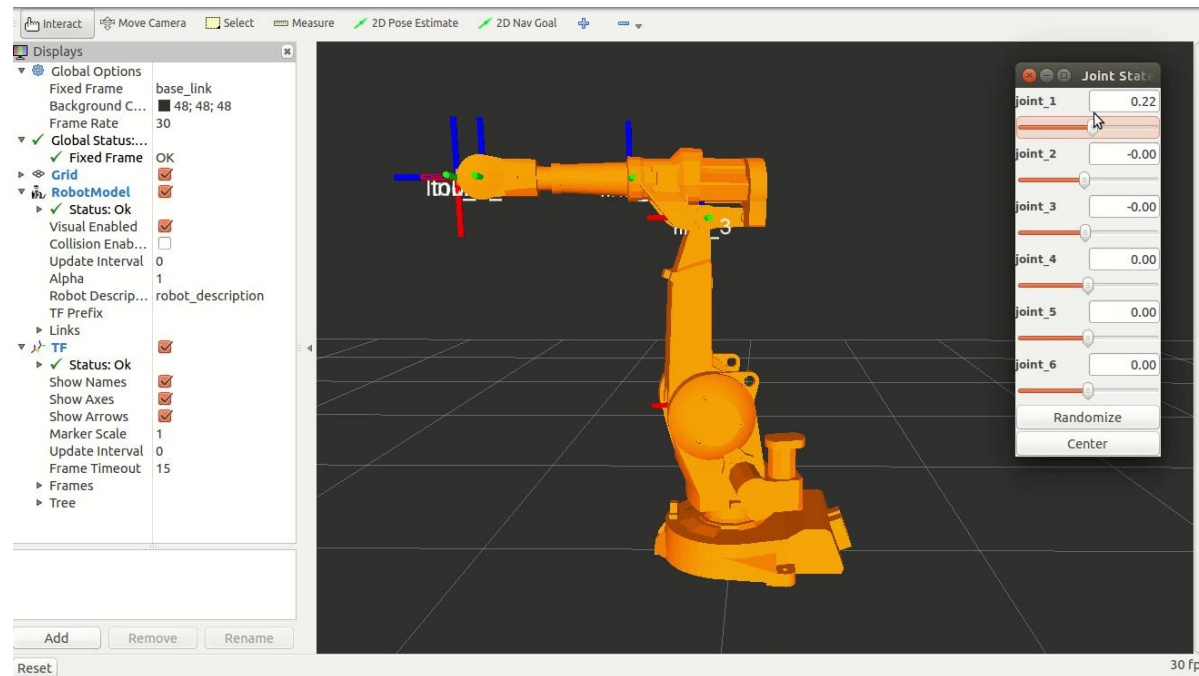 Interact Move Camera Select Measure 2D Pose Estimate 2D Nav Goal
Displays
Global Options
Fixed Frame base_link
Background C... 48; 48; 48
Frame Rate 30
Global Status:...
Fixed Frame OK
Grid
RobotModel
Status: Ok
Visual Enabled
Collision Enab...
Update Interval 0
Alpha 1
Robot Descrip... robot_description
TF Prefix
Links
TF
Status: Ok
Show Names
Show Axes
Show Arrows
Marker Scale 1
Update Interval 0
Frame Timeout 15
Frames
Tree
Add Remove Rename
Reset
_3
Joint State
joint_1 0.22
joint_2 -0.00
joint_3 -0.00
joint_4 0.00
joint_5 0.00
joint_6 0.00
Randomize
Center
30 fp